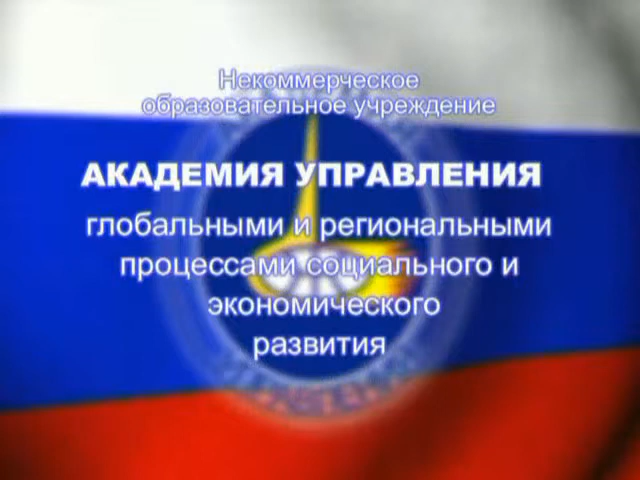 Некоммерческое
образовательное учреждение
АКАДЕМИЯ УПРАВЛЕНИЯ
глобальными и региональными
процессами социального и
экономического
развития